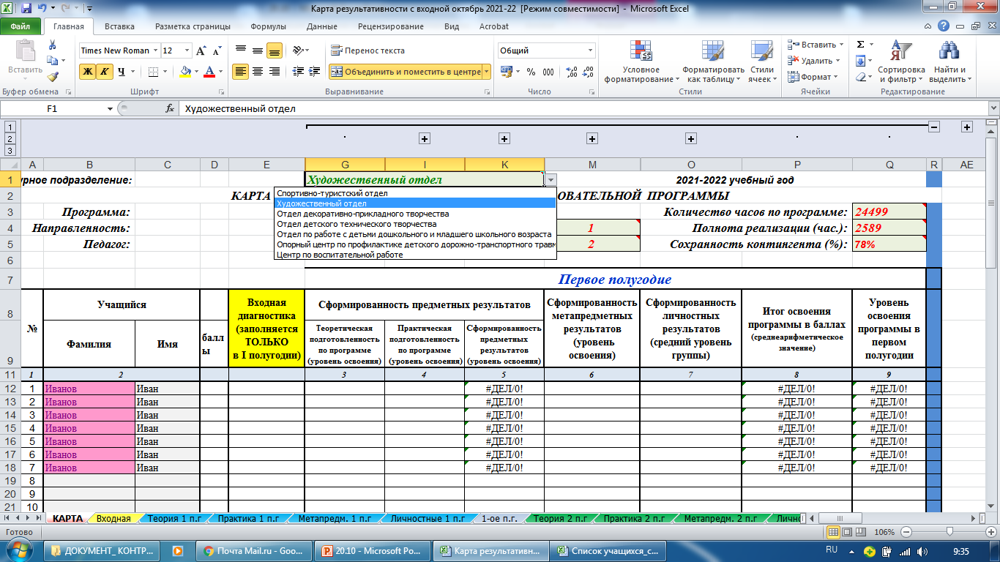 Карта результативности с входной октябрь 2021-22 [Режим совместимости] - Microsoft Excel
Файл Главная Вставка Разметка страницы Формулы Данные Рецензирование Вид Acrobat
Вставить
Буфер обмена
Times New Roman 12
Ж К Ч
Шрифт
Перенос текста
Объединить и поместить в центре
Выравнивание
Общий
% 000
Число
Условное форматирование
Форматировать как таблицу
Стили ячеек
Стили
Вставить
Удалить
Формат
Ячейки
Сортировка и фильтр
Найти и выделить
Редактирование
F1 fx Художественный отдел
1
2
3
A B C D E G I K M O P Q R AE
1 урное подразделение: Художественный отдел 2021-2022 учебный год
2 КАРТА ОВАТЕЛЬНОЙ ПРОГРАММЫ
Спортивно-туристский отдел
Художественный отдел
Отдел декоративно-прикладного творчества
Отдел детского технического творчества
Отдел по работе с детьми дошкольного и младшего школьного возраста
Опорный центр по профилактике детского дорожно-транспортного травм
Центр по воспитательной работе
3 Программа: Количество часов по программе: 24499
4 Направленность: 1 Полнота реализации (час.): 2589
5 Педагог: 2 Сохранность контингента (%): 78%
6
7 Первое полугодие
8
9
№
Учащийся
Фамилия Имя
балл
ы
Входная
диагностика
(заполняется
ТОЛЬКО
в I полугодии)
Сформированность предметных результатов
Теоретическая
подготовленность
по программе
(уровень освоения)
Практическая
подготовленность
по программе
(уровень освоения)
Сформированность
предметных
результатов
(уровень освоения)
Сформированность
метапредметных
результатов
(уровень
освоения)
Сформированность
личностных
результатов
(средний уровень
группы)
Итог освоения
программы в баллах
(среднеарифметическое
значение)
Уровень
освоения
программы в
первом
полугодии
11 1 2 3 4 5 6 7 8 9
12 1 Иванов Иван #ДЕЛ/0! #ДЕЛ/0! #ДЕЛ/0!
13 2 Иванов Иван #ДЕЛ/0! #ДЕЛ/0! #ДЕЛ/0!
14 3 Иванов Иван #ДЕЛ/0! #ДЕЛ/0! #ДЕЛ/0!
15 4 Иванов Иван #ДЕЛ/0! #ДЕЛ/0! #ДЕЛ/0!
16 5 Иванов Иван #ДЕЛ/0! #ДЕЛ/0! #ДЕЛ/0!
17 6 Иванов Иван #ДЕЛ/0! #ДЕЛ/0! #ДЕЛ/0!
18 7 Иванов Иван #ДЕЛ/0! #ДЕЛ/0! #ДЕЛ/0!
19 8
20 9
21 10
КАРТА Входная Теория 1 п.г Практика 1 п.г Метапредм. 1 п.г Личностные 1 п.г 1-ое п.г. Теория 2 п.г Практика 2 п.г Метапредм. 2 п.г Личн
Готово 106%
ДОКУМЕНТ_ КОНТР... Почта Mail.ru - Goo... 20.10 - Microsoft Po... Карта результативн... Список учащихся_с... RU 9:35